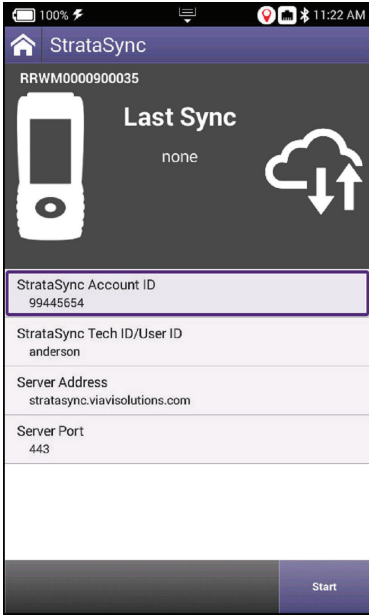 100%
11:22 AM
StrataSync
RRWM0000900035
Last Sync
none
StrataSync Account ID
99445654
StrataSync Tech ID/User ID
anderson
Server Address
stratasync.viavisolutions.com
Server Port
443
Start